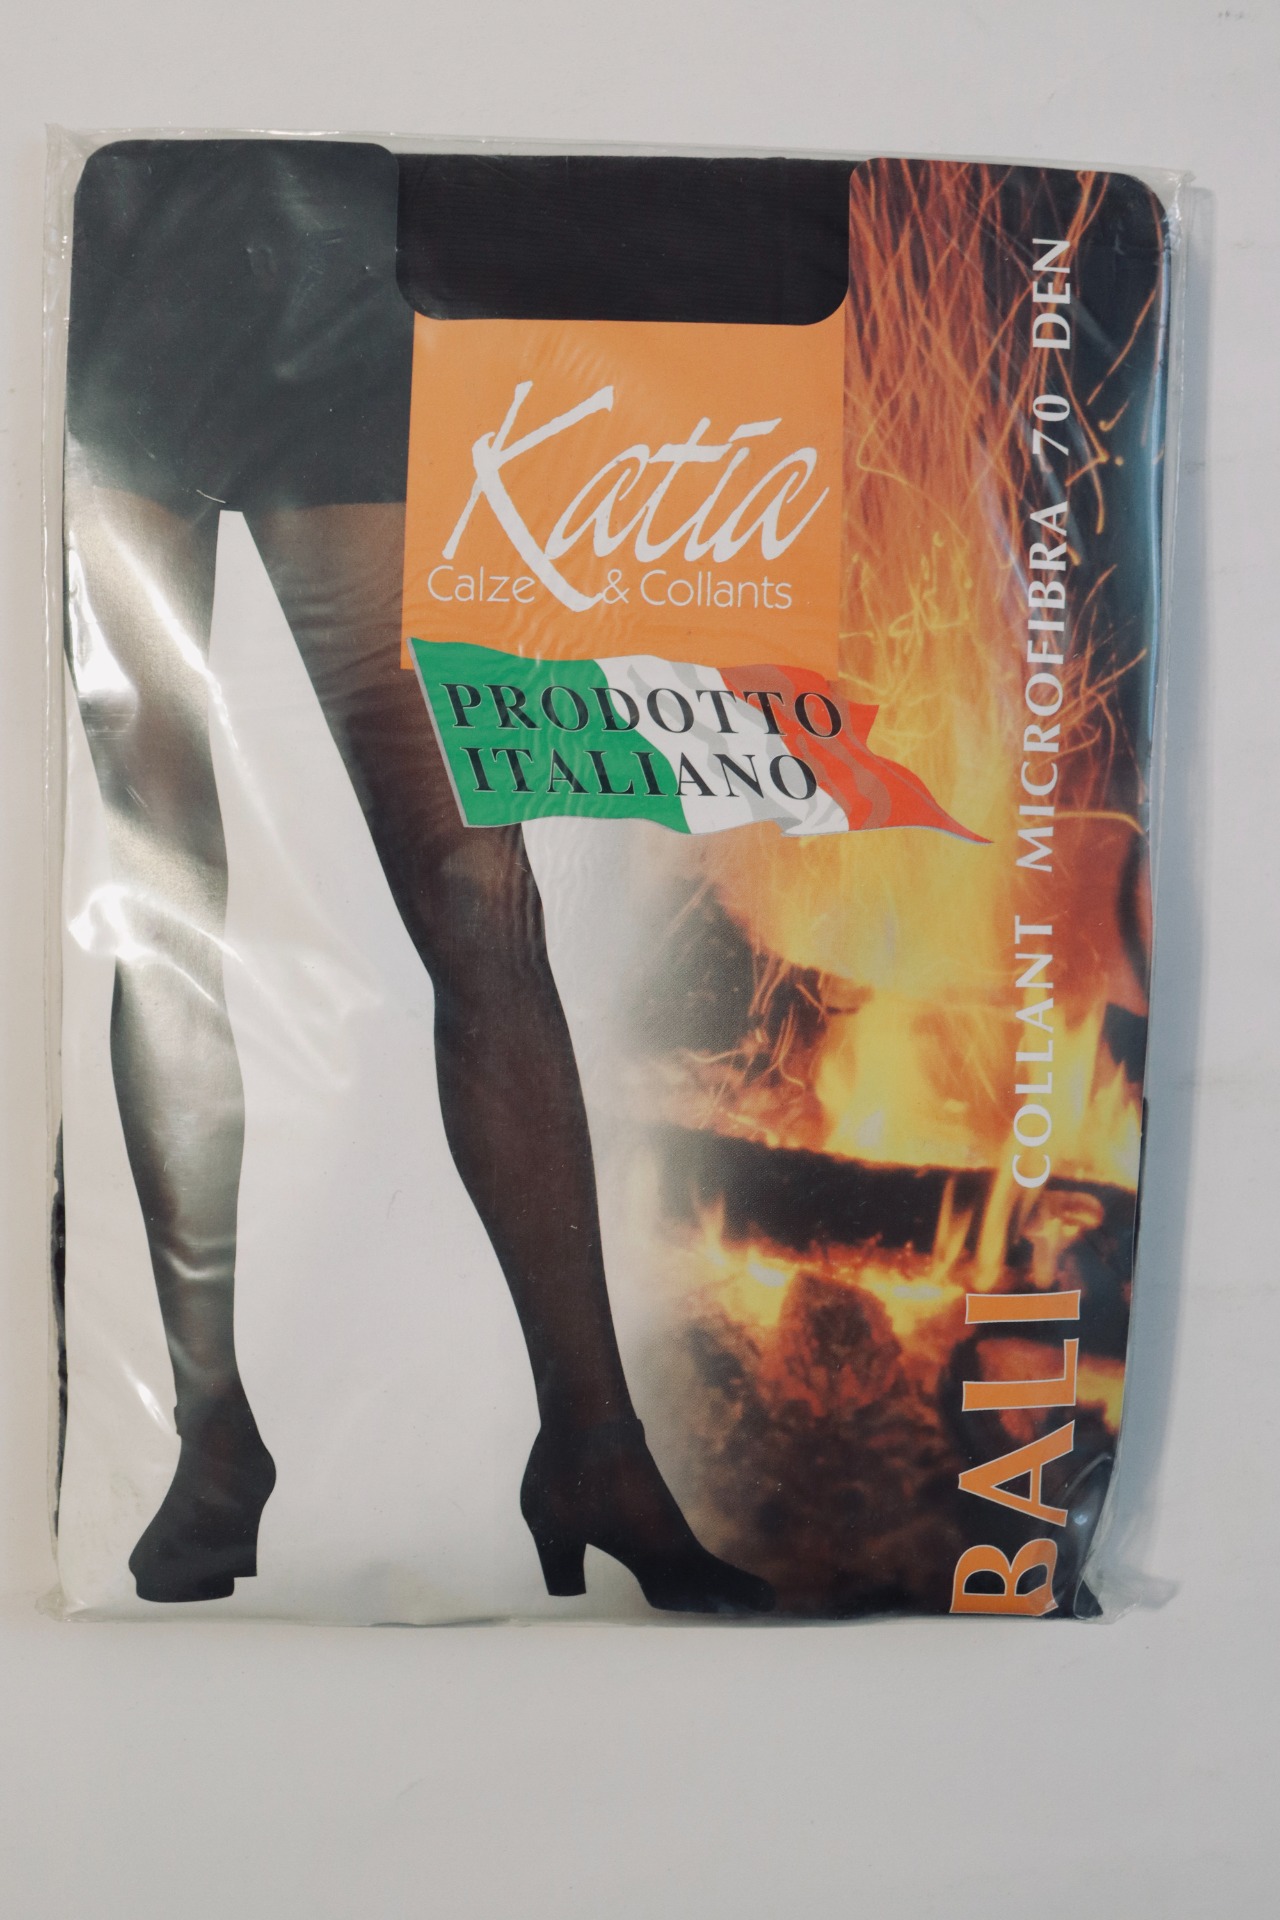 Katia
Calze & Collants
PRODOTTO
ITALIANO
BALI COLLANT MICROFIBRA 70 DEN